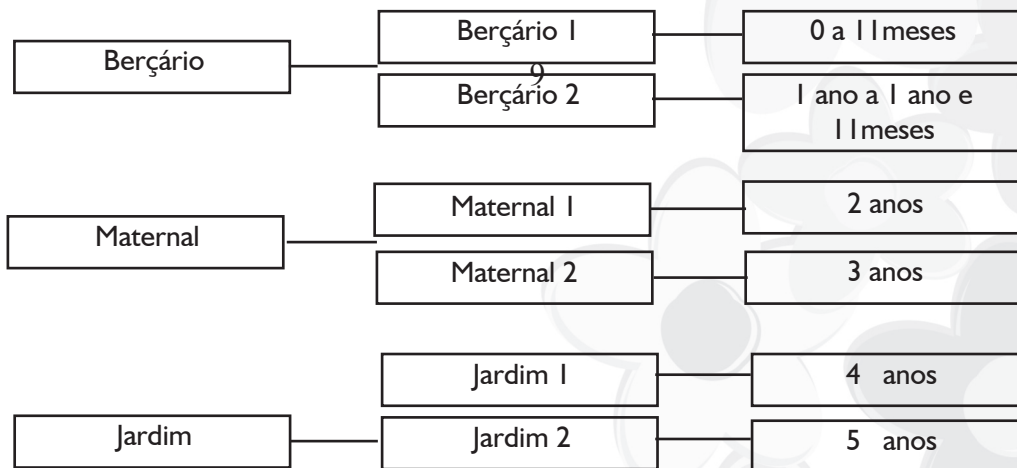 Berçário 1
0 a 11meses
Berçário
9
Berçário 2
1 ano a 1 ano e
11meses
Maternal 1
2 anos
Maternal
Maternal 2
3 anos
Jardim 1
4 anos
Jardim
Jardim 2
5 anos